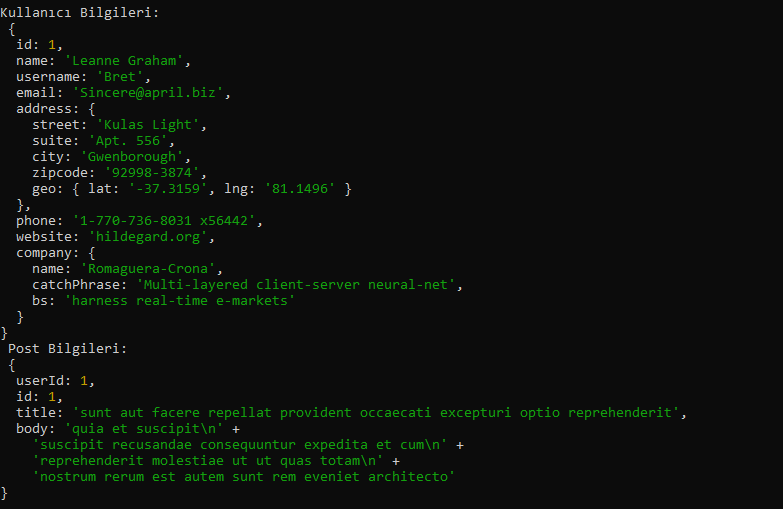 Kullanıcı Bilgileri:
 {
  id: 1,
  name: 'Leanne Graham',
  username: 'Bret',
  email: 'Sincere@april.biz',
  address: {
    street: 'Kulas Light',
    suite: 'Apt. 556',
    city: 'Gwenborough',
    zipcode: '92998-3874',
    geo: { lat: '-37.3159', lng: '81.1496' }
  },
  phone: '1-770-736-8031 x56442',
  website: 'hildegard.org',
  company: {
    name: 'Romaguera-Crona',
    catchPhrase: 'Multi-layered client-server neural-net',
    bs: 'harness real-time e-markets'
  }
}
 Post Bilgileri:
 {
  userId: 1,
  id: 1,
  title: 'sunt aut facere repellat provident occaecati excepturi optio reprehenderit',
  body: 'quia et suscipit\n' +
    'suscipit recusandae consequuntur expedita et cum\n' +
    'reprehenderit molestiae ut ut quas totam\n' +
    'nostrum rerum est autem sunt rem eveniet architecto'
}